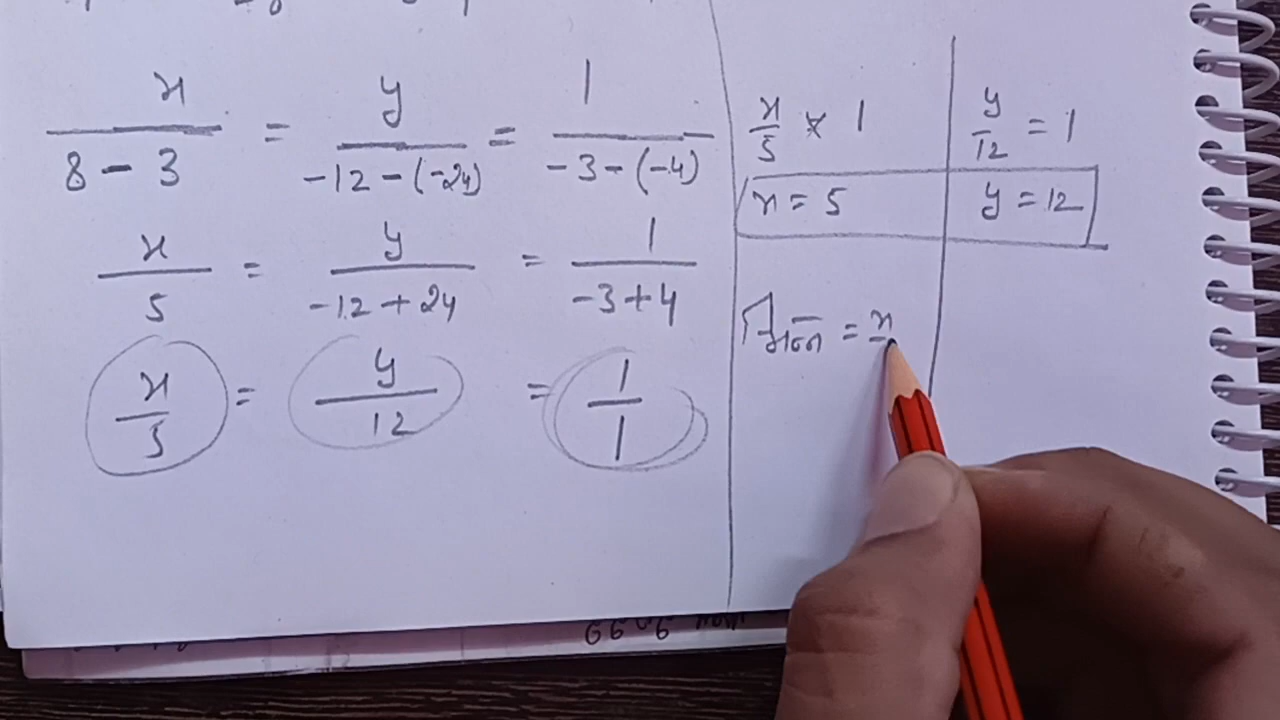 x/(8 - 3) = y/(-12 - (-24)) = 1/(-3 - (-4))
x/5 = y/(-12 + 24) = 1/(-3 + 4)
x/5 = y/12 = 1/1
x/5 × 1
x = 5
y/12 = 1
y = 12
भिन्न = x